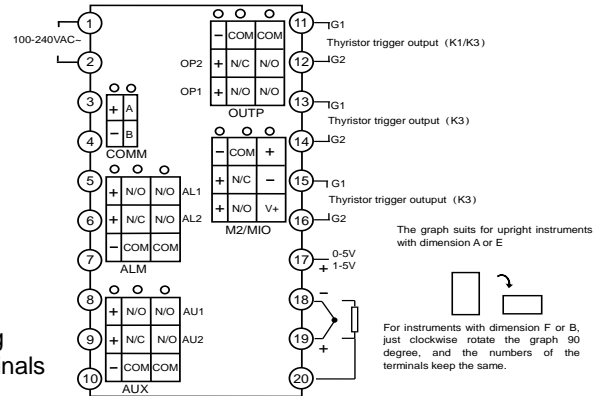 1
100-240VAC~
2
3
+ A
4
− B
COMM
5
+ N/O N/O AL1
6
+ N/C N/O AL2
7
− COM COM
ALM
8
+ N/O N/O AU1
9
+ N/C N/O AU2
10
− COM COM
AUX
g
nals
− COM COM
OP2 + N/C N/O
OP1 + N/O N/O
OUTP
− COM +
+ N/C −
+ N/O V+
M2/MIO
11 G1
Thyristor trigger output (K1/K3)
12 G2
13 G1
Thyristor trigger output (K3)
14 G2
15 G1
Thyristor trigger outuput (K3)
16 G2
17 0-5V
+ 1-5V
18 −
19 +
20
The graph suits for upright instruments
with dimension A or E
For instruments with dimension F or B,
just clockwise rotate the graph 90
degree, and the numbers of the
terminals keep the same.